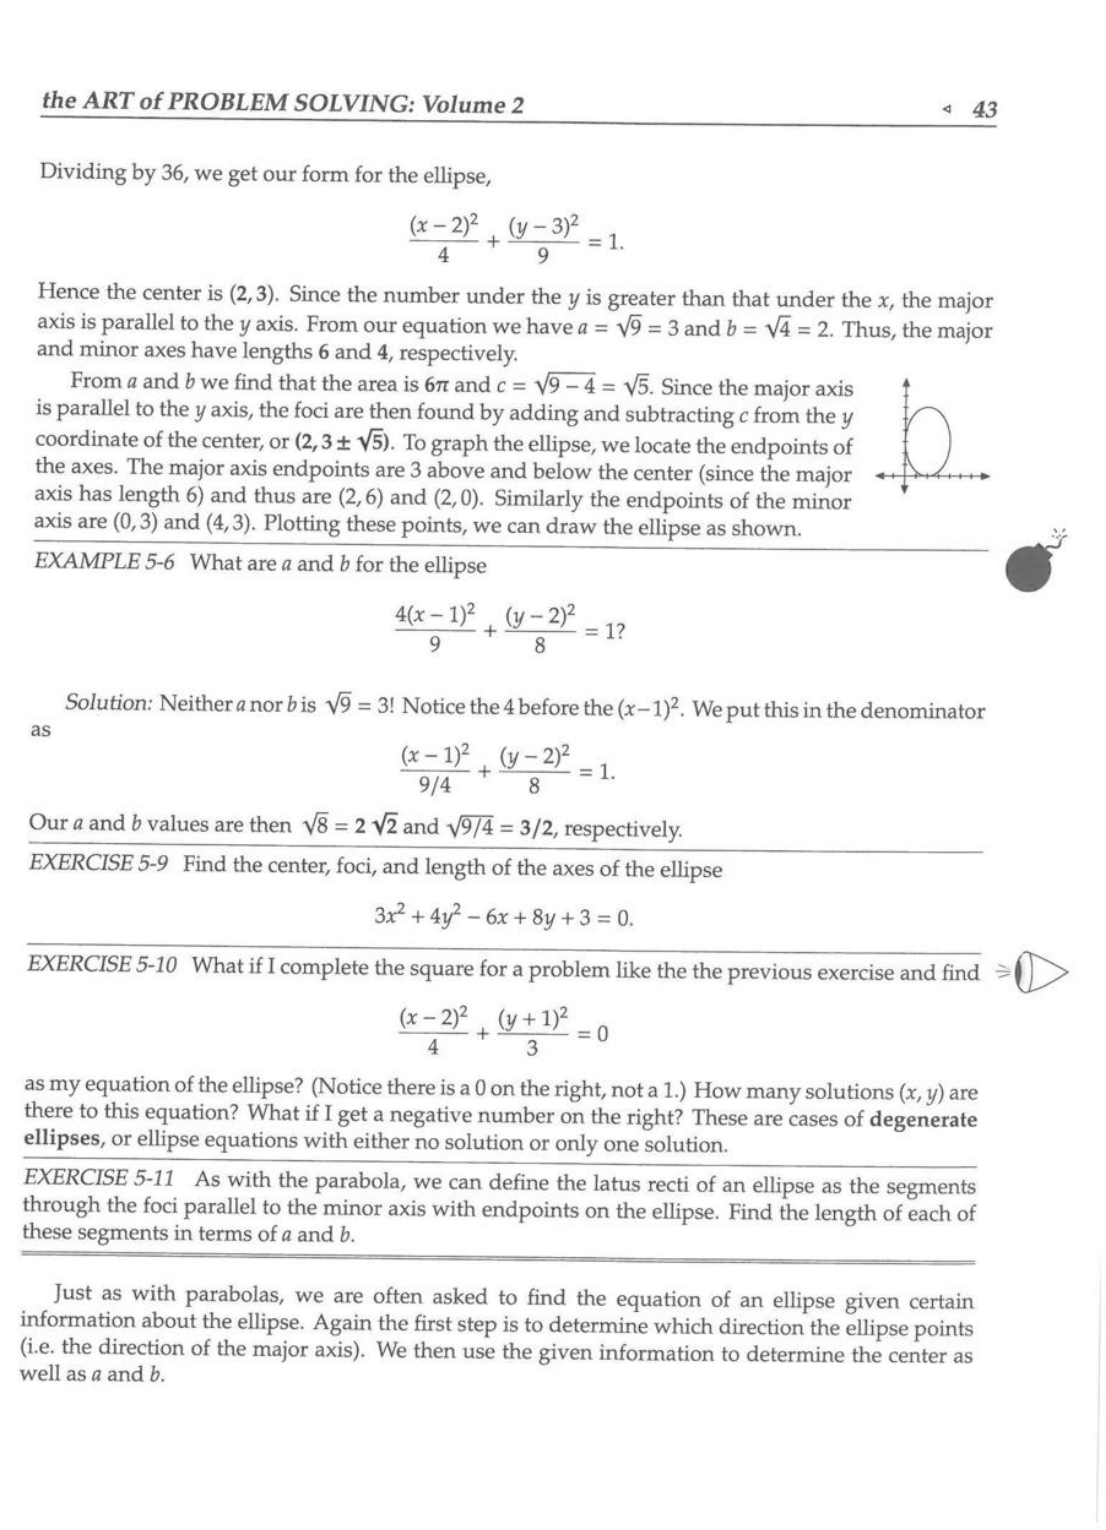 the ART of PROBLEM SOLVING: Volume 2 ◁ 43
Dividing by 36, we get our form for the ellipse,
(x − 2)²/4 + (y − 3)²/9 = 1.
Hence the center is (2, 3). Since the number under the y is greater than that under the x, the major
axis is parallel to the y axis. From our equation we have a = √9 = 3 and b = √4 = 2. Thus, the major
and minor axes have lengths 6 and 4, respectively.
From a and b we find that the area is 6π and c = √(9 − 4) = √5. Since the major axis
is parallel to the y axis, the foci are then found by adding and subtracting c from the y
coordinate of the center, or (2, 3 ± √5). To graph the ellipse, we locate the endpoints of
the axes. The major axis endpoints are 3 above and below the center (since the major
axis has length 6) and thus are (2, 6) and (2, 0). Similarly the endpoints of the minor
axis are (0, 3) and (4, 3). Plotting these points, we can draw the ellipse as shown.
EXAMPLE 5-6 What are a and b for the ellipse
4(x − 1)²/9 + (y − 2)²/8 = 1?
Solution: Neither a nor b is √9 = 3! Notice the 4 before the (x−1)². We put this in the denominator
as
(x − 1)²/(9/4) + (y − 2)²/8 = 1.
Our a and b values are then √8 = 2√2 and √(9/4) = 3/2, respectively.
EXERCISE 5-9 Find the center, foci, and length of the axes of the ellipse
3x² + 4y² − 6x + 8y + 3 = 0.
EXERCISE 5-10 What if I complete the square for a problem like the the previous exercise and find
(x − 2)²/4 + (y + 1)²/3 = 0
as my equation of the ellipse? (Notice there is a 0 on the right, not a 1.) How many solutions (x, y) are
there to this equation? What if I get a negative number on the right? These are cases of degenerate
ellipses, or ellipse equations with either no solution or only one solution.
EXERCISE 5-11 As with the parabola, we can define the latus recti of an ellipse as the segments
through the foci parallel to the minor axis with endpoints on the ellipse. Find the length of each of
these segments in terms of a and b.
Just as with parabolas, we are often asked to find the equation of an ellipse given certain
information about the ellipse. Again the first step is to determine which direction the ellipse points
(i.e. the direction of the major axis). We then use the given information to determine the center as
well as a and b.